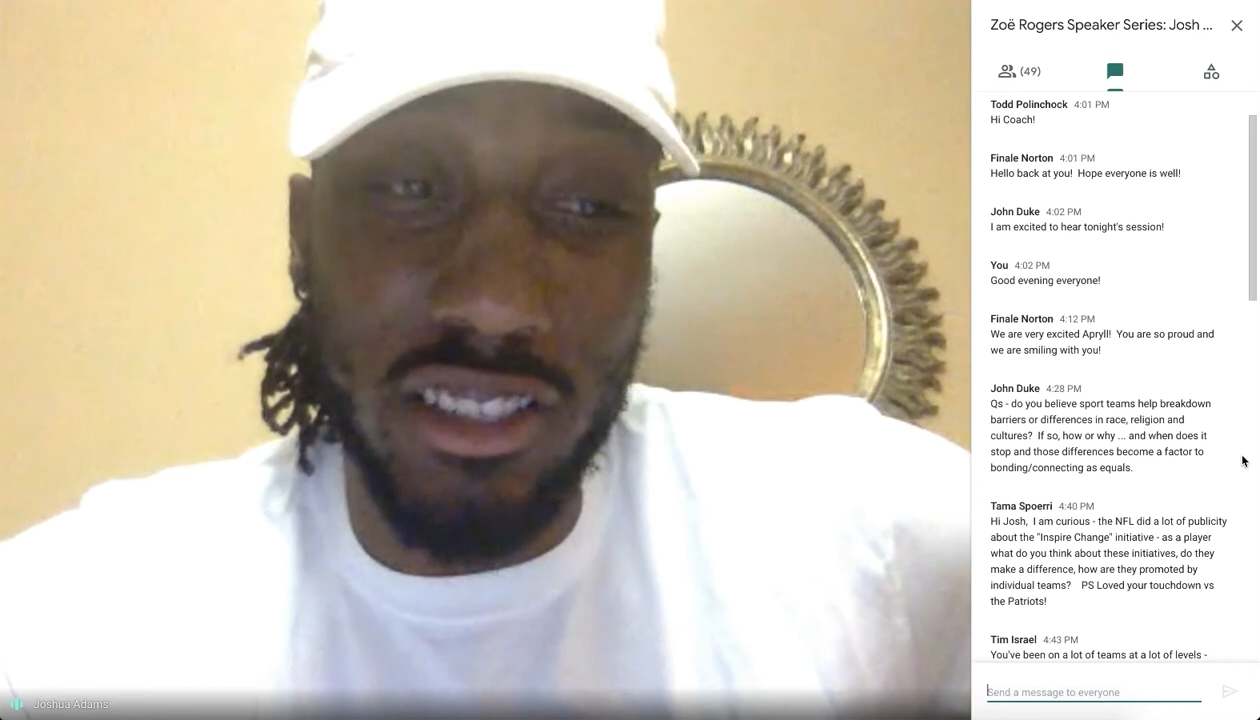 Zoë Rogers Speaker Series: Josh ...
(49)
Todd Polinchock 4:01 PM
Hi Coach!
Finale Norton 4:01 PM
Hello back at you! Hope everyone is well!
John Duke 4:02 PM
I am excited to hear tonight's session!
You 4:02 PM
Good evening everyone!
Finale Norton 4:12 PM
We are very excited Apryll! You are so proud and
we are smiling with you!
John Duke 4:28 PM
Qs - do you believe sport teams help breakdown
barriers or differences in race, religion and
cultures? If so, how or why ... and when does it
stop and those differences become a factor to
bonding/connecting as equals.
Tama Spoerri 4:40 PM
Hi Josh, I am curious - the NFL did a lot of publicity
about the "Inspire Change" initiative - as a player
what do you think about these initiatives, do they
make a difference, how are they promoted by
individual teams? PS Loved your touchdown vs
the Patriots!
Tim Israel 4:43 PM
You've been on a lot of teams at a lot of levels -
Send a message to everyone
Joshua Adams